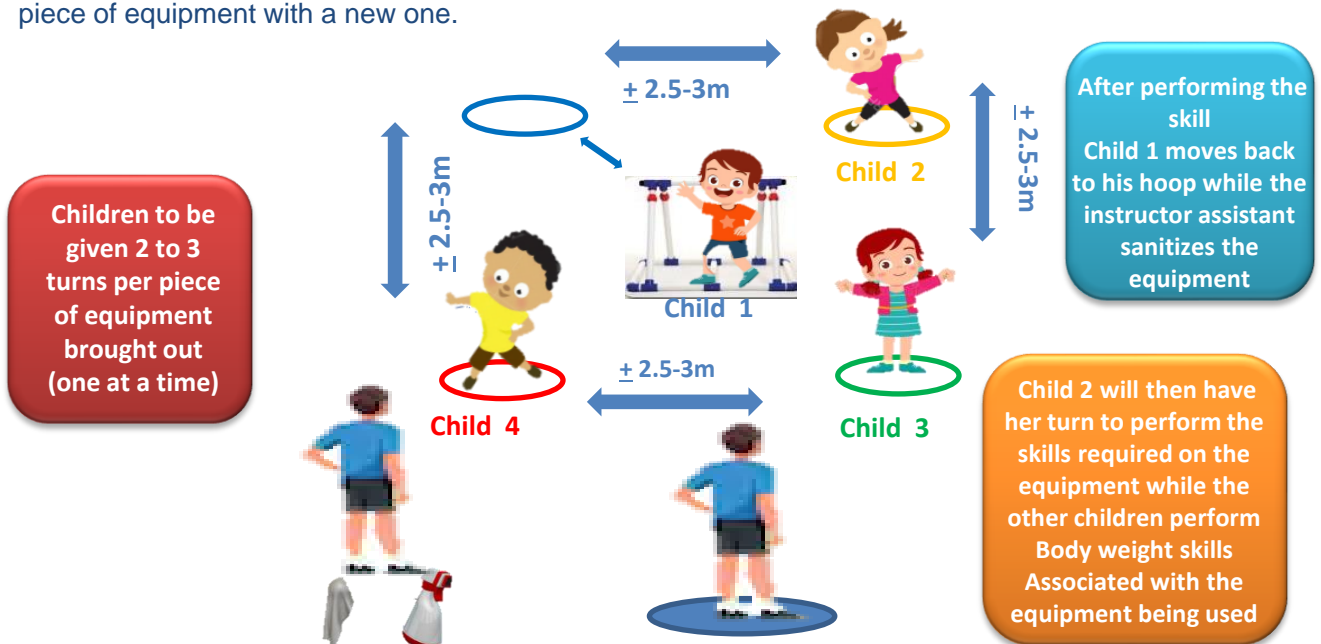 piece of equipment with a new one.
± 2.5-3m
Child 2
± 2.5-3m
After performing the
skill
Child 1 moves back
to his hoop while the
instructor assistant
sanitizes the
equipment
± 2.5-3m
Children to be
given 2 to 3
turns per piece
of equipment
brought out
(one at a time)
Child 1
± 2.5-3m
Child 4
Child 3
Child 2 will then have
her turn to perform the
skills required on the
equipment while the
other children perform
Body weight skills
Associated with the
equipment being used